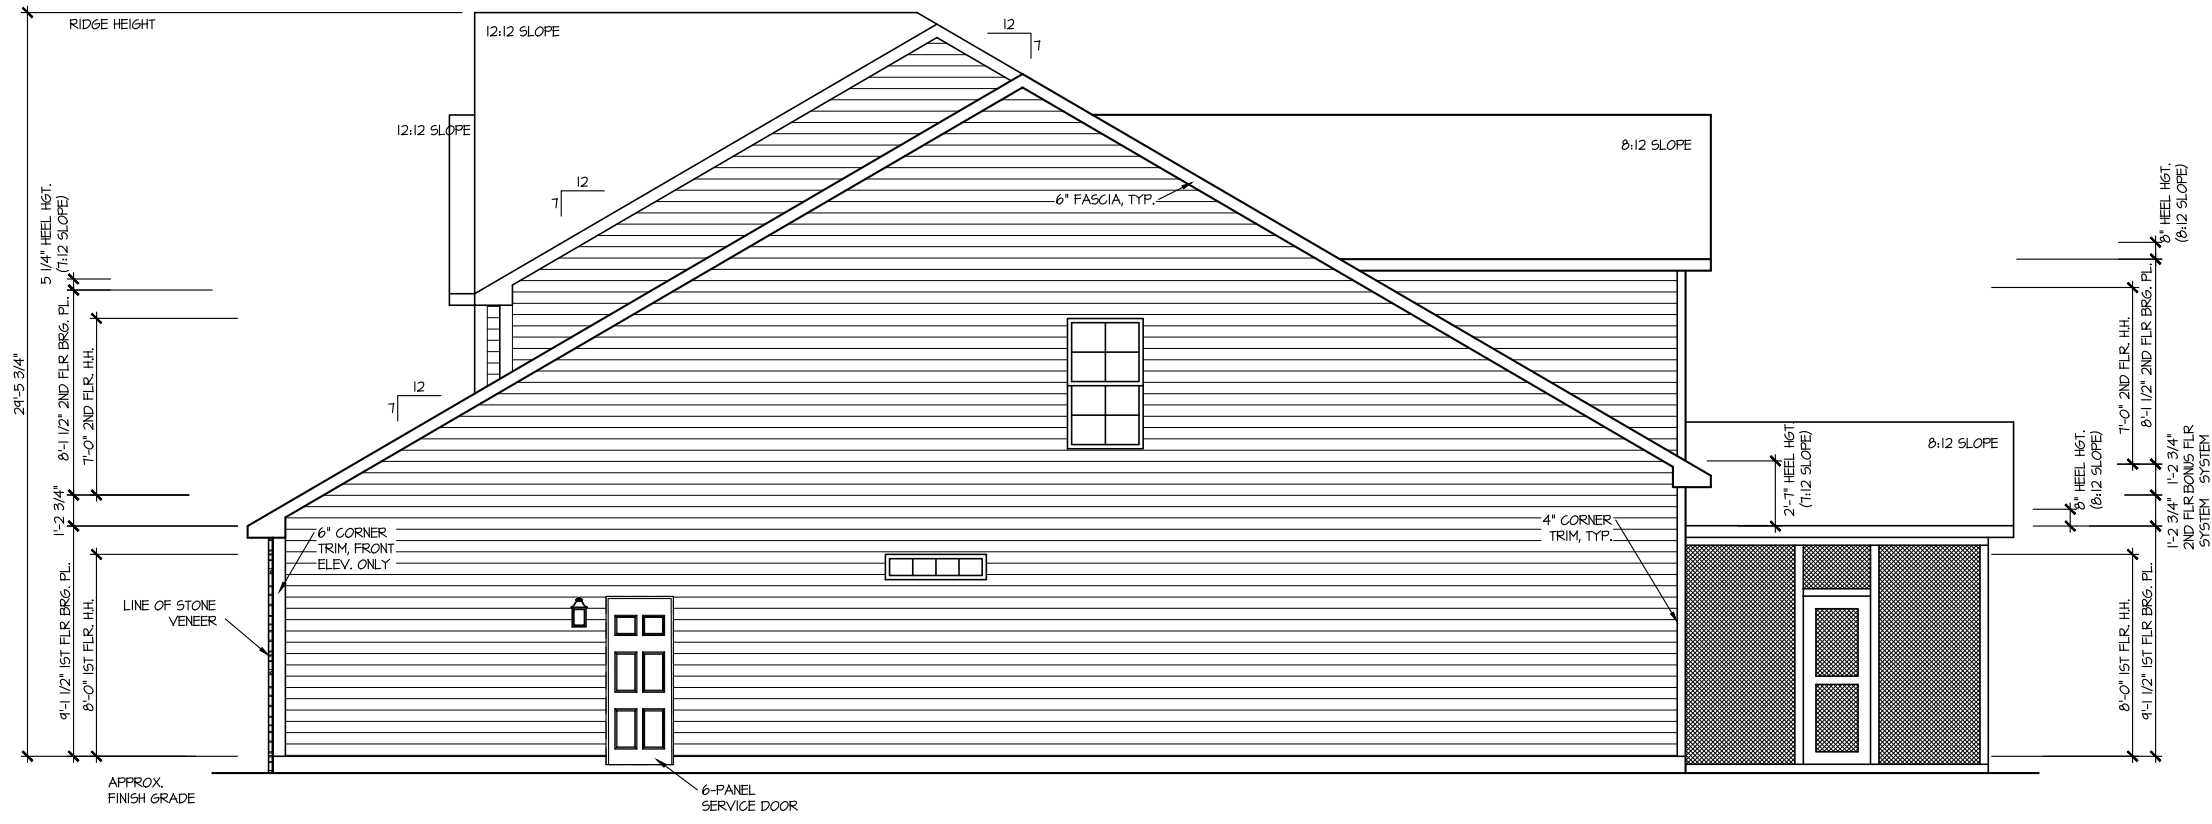 RIDGE HEIGHT
12:12 SLOPE
12
7
12:12 SLOPE
8:12 SLOPE
12
7
6" FASCIA, TYP.
12
7
29'-5 3/4"
5 1/4" HEEL HGT.
(7:12 SLOPE)
8'-1 1/2" 2ND FLR BRG. PL.
7'-0" 2ND FLR. H.H.
1'-2 3/4"
9'-1 1/2" 1ST FLR BRG. PL.
8'-0" 1ST FLR. H.H.
6" CORNER
TRIM, FRONT
ELEV. ONLY
LINE OF STONE
VENEER
4" CORNER
TRIM, TYP.
8:12 SLOPE
2'-7" HEEL HGT.
(7:12 SLOPE)
8" HEEL HGT.
(8:12 SLOPE)
8" HEEL HGT.
(8:12 SLOPE)
7'-0" 2ND FLR. H.H.
8'-1 1/2" 2ND FLR BRG. PL.
1'-2 3/4"
BONUS FLR
SYSTEM
1'-2 3/4"
2ND FLR
SYSTEM
8'-0" 1ST FLR. H.H.
9'-1 1/2" 1ST FLR BRG. PL.
APPROX.
FINISH GRADE
6-PANEL
SERVICE DOOR